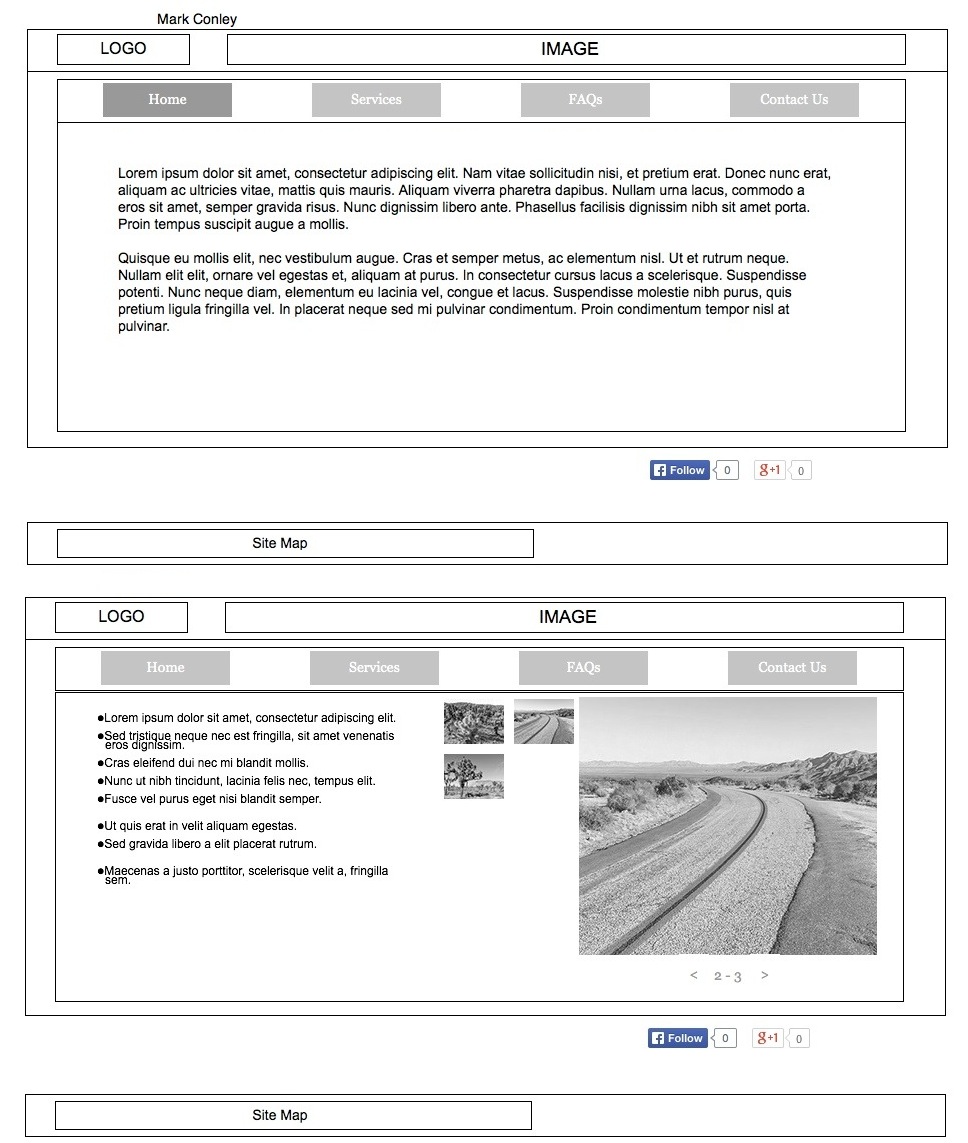 Mark Conley
LOGO
IMAGE
Home
Services
FAQs
Contact Us
Lorem ipsum dolor sit amet, consectetur adipiscing elit. Nam vitae sollicitudin nisi, et pretium erat. Donec nunc erat,
aliquam ac ultricies vitae, mattis quis mauris. Aliquam viverra pharetra dapibus. Nullam urna lacus, commodo a
eros sit amet, semper gravida risus. Nunc dignissim libero ante. Phasellus facilisis dignissim nibh sit amet porta.
Proin tempus suscipit augue a mollis.
Quisque eu mollis elit, nec vestibulum augue. Cras et semper metus, ac elementum nisl. Ut et rutrum neque.
Nullam elit elit, ornare vel egestas et, aliquam at purus. In consectetur cursus lacus a scelerisque. Suspendisse
potenti. Nunc neque diam, elementum eu lacinia vel, congue et lacus. Suspendisse molestie nibh purus, quis
pretium ligula fringilla vel. In placerat neque sed mi pulvinar condimentum. Proin condimentum tempor nisl at
pulvinar.
f Follow
0
g+1
0
Site Map
LOGO
IMAGE
Home
Services
FAQs
Contact Us
●Lorem ipsum dolor sit amet, consectetur adipiscing elit.
●Sed tristique neque nec est fringilla, sit amet venenatis
eros dignissim.
●Cras eleifend dui nec mi blandit mollis.
●Nunc ut nibh tincidunt, lacinia felis nec, tempus elit.
●Fusce vel purus eget nisi blandit semper.
●Ut quis erat in velit aliquam egestas.
●Sed gravida libero a elit placerat rutrum.
●Maecenas a justo porttitor, scelerisque velit a, fringilla
sem.
< 2 - 3 >
f Follow
0
g+1
0
Site Map